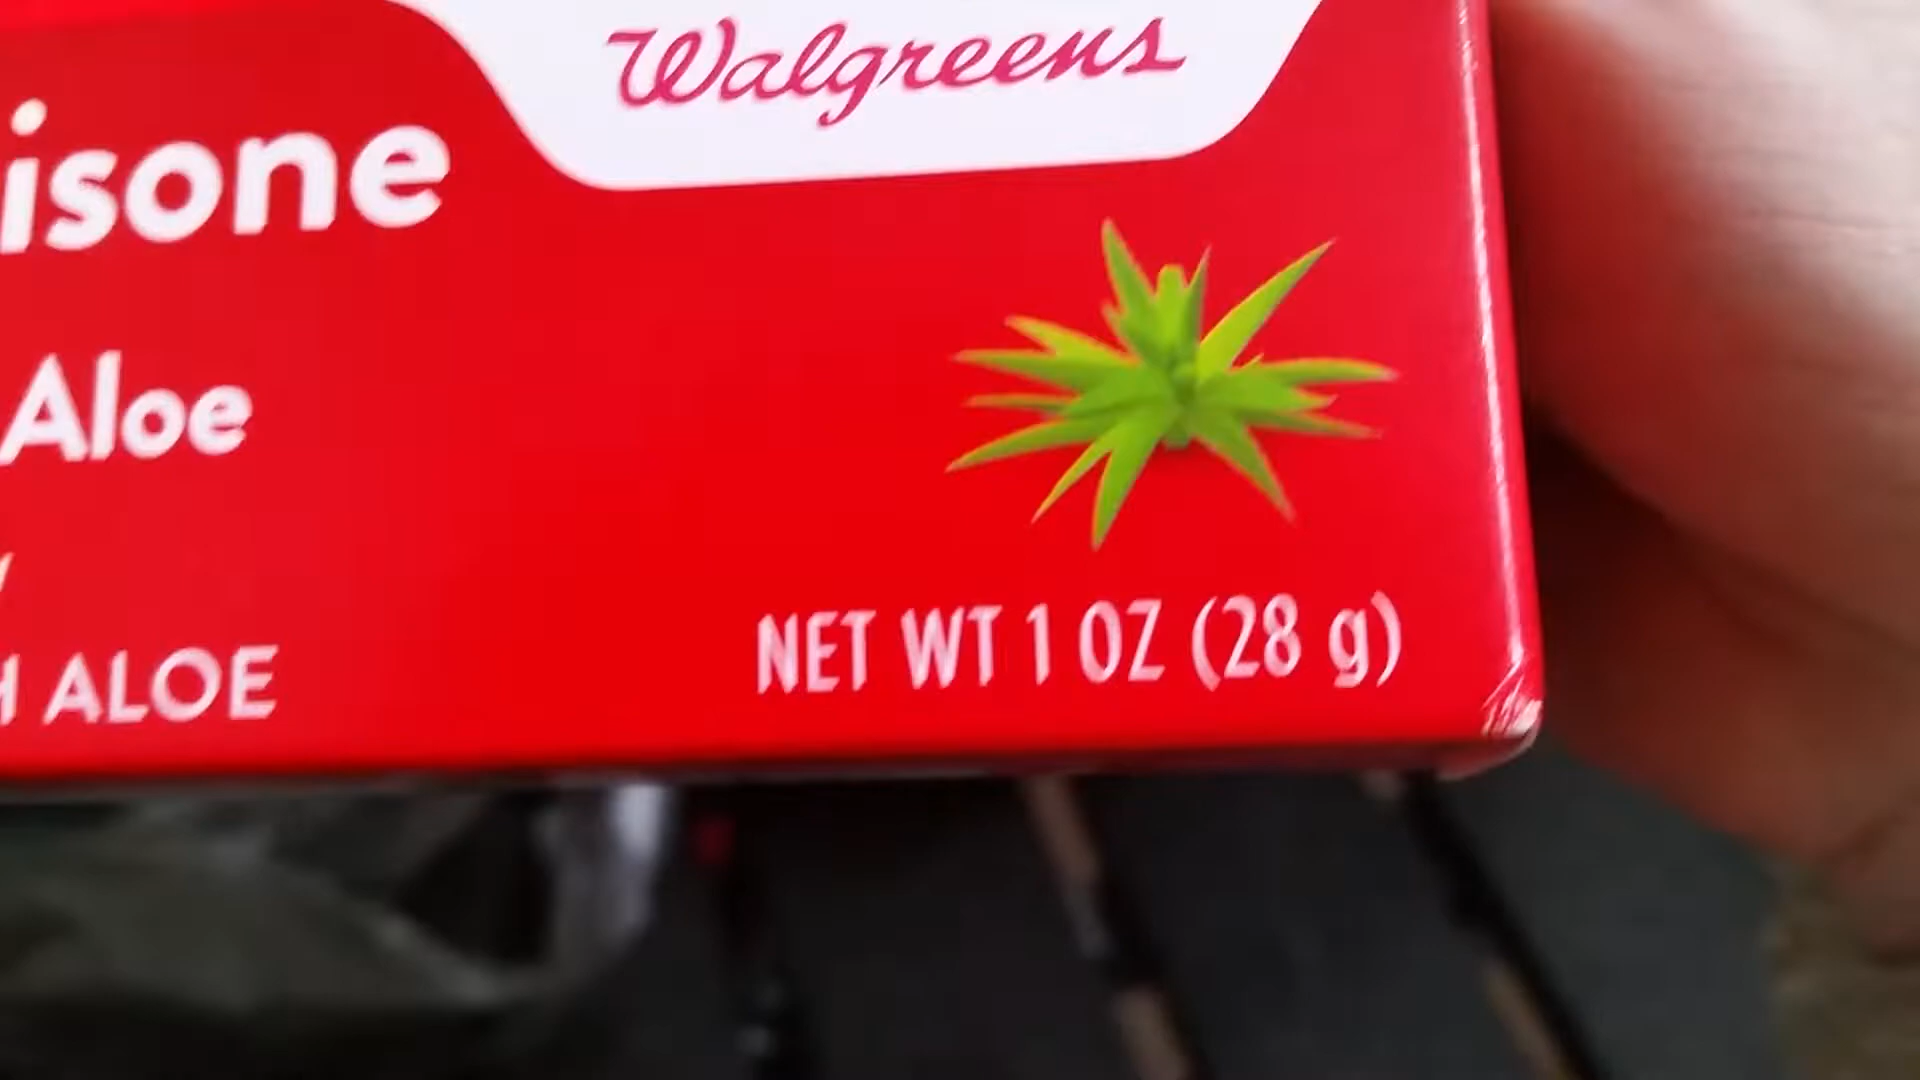 Walgreens
isone
Aloe
H ALOE
NET WT 1 OZ (28 g)